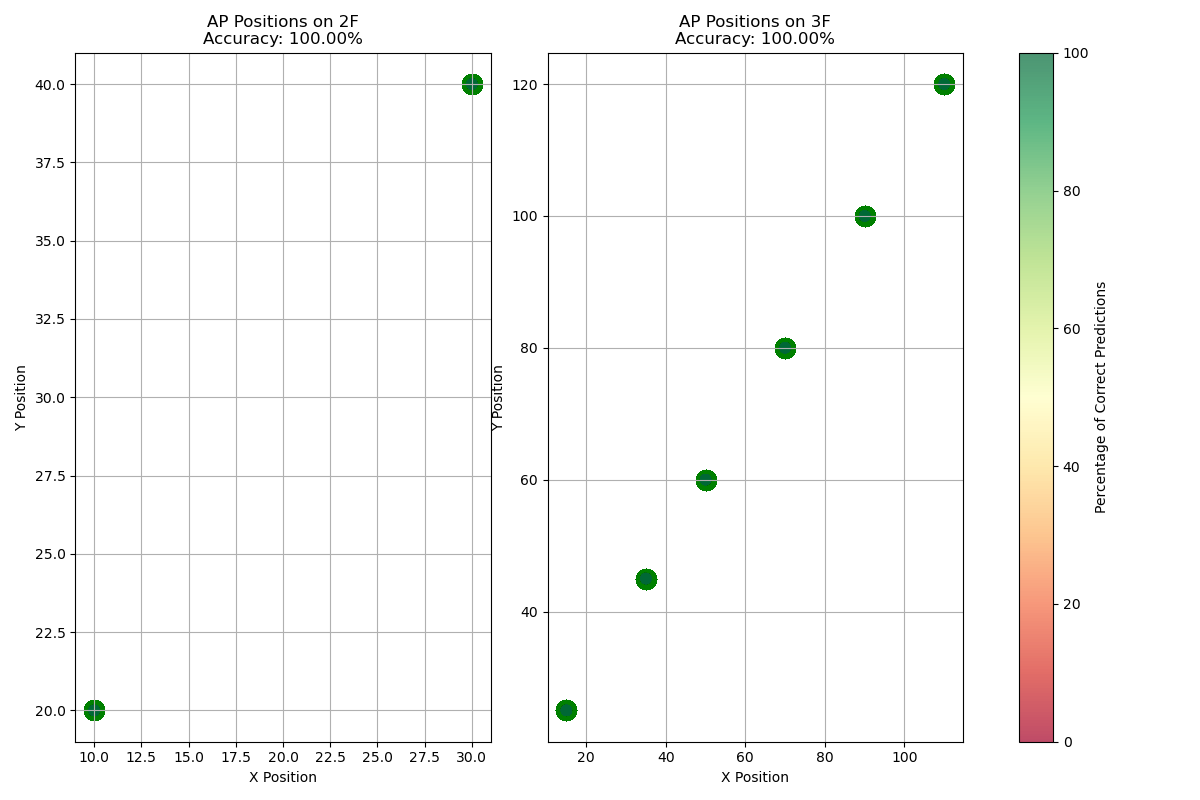 AP Positions on 2F
Accuracy: 100.00%
40.0
37.5
35.0
32.5
30.0
27.5
25.0
22.5
20.0
Y Position
10.0 12.5 15.0 17.5 20.0 22.5 25.0 27.5 30.0
X Position
AP Positions on 3F
Accuracy: 100.00%
120
100
80
60
40
Y Position
20 40 60 80 100
X Position
100
80
60
40
20
0
Percentage of Correct Predictions